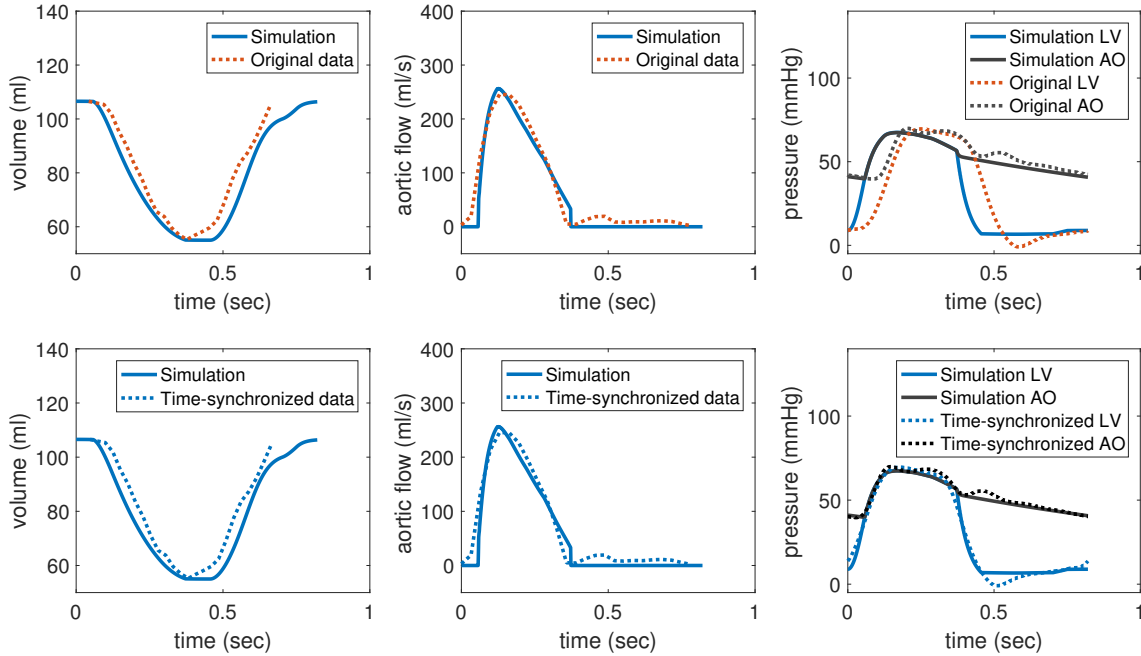 140
120
100
80
60
volume (ml)
0
0.5
1
time (sec)
Simulation
Original data
400
300
200
100
0
aortic flow (ml/s)
0
0.5
1
time (sec)
Simulation
Original data
100
50
0
pressure (mmHg)
0
0.5
1
time (sec)
Simulation LV
Simulation AO
Original LV
Original AO
140
120
100
80
60
volume (ml)
0
0.5
1
time (sec)
Simulation
Time-synchronized data
400
300
200
100
0
aortic flow (ml/s)
0
0.5
1
time (sec)
Simulation
Time-synchronized data
100
50
0
pressure (mmHg)
0
0.5
1
time (sec)
Simulation LV
Simulation AO
Time-synchronized LV
Time-synchronized AO